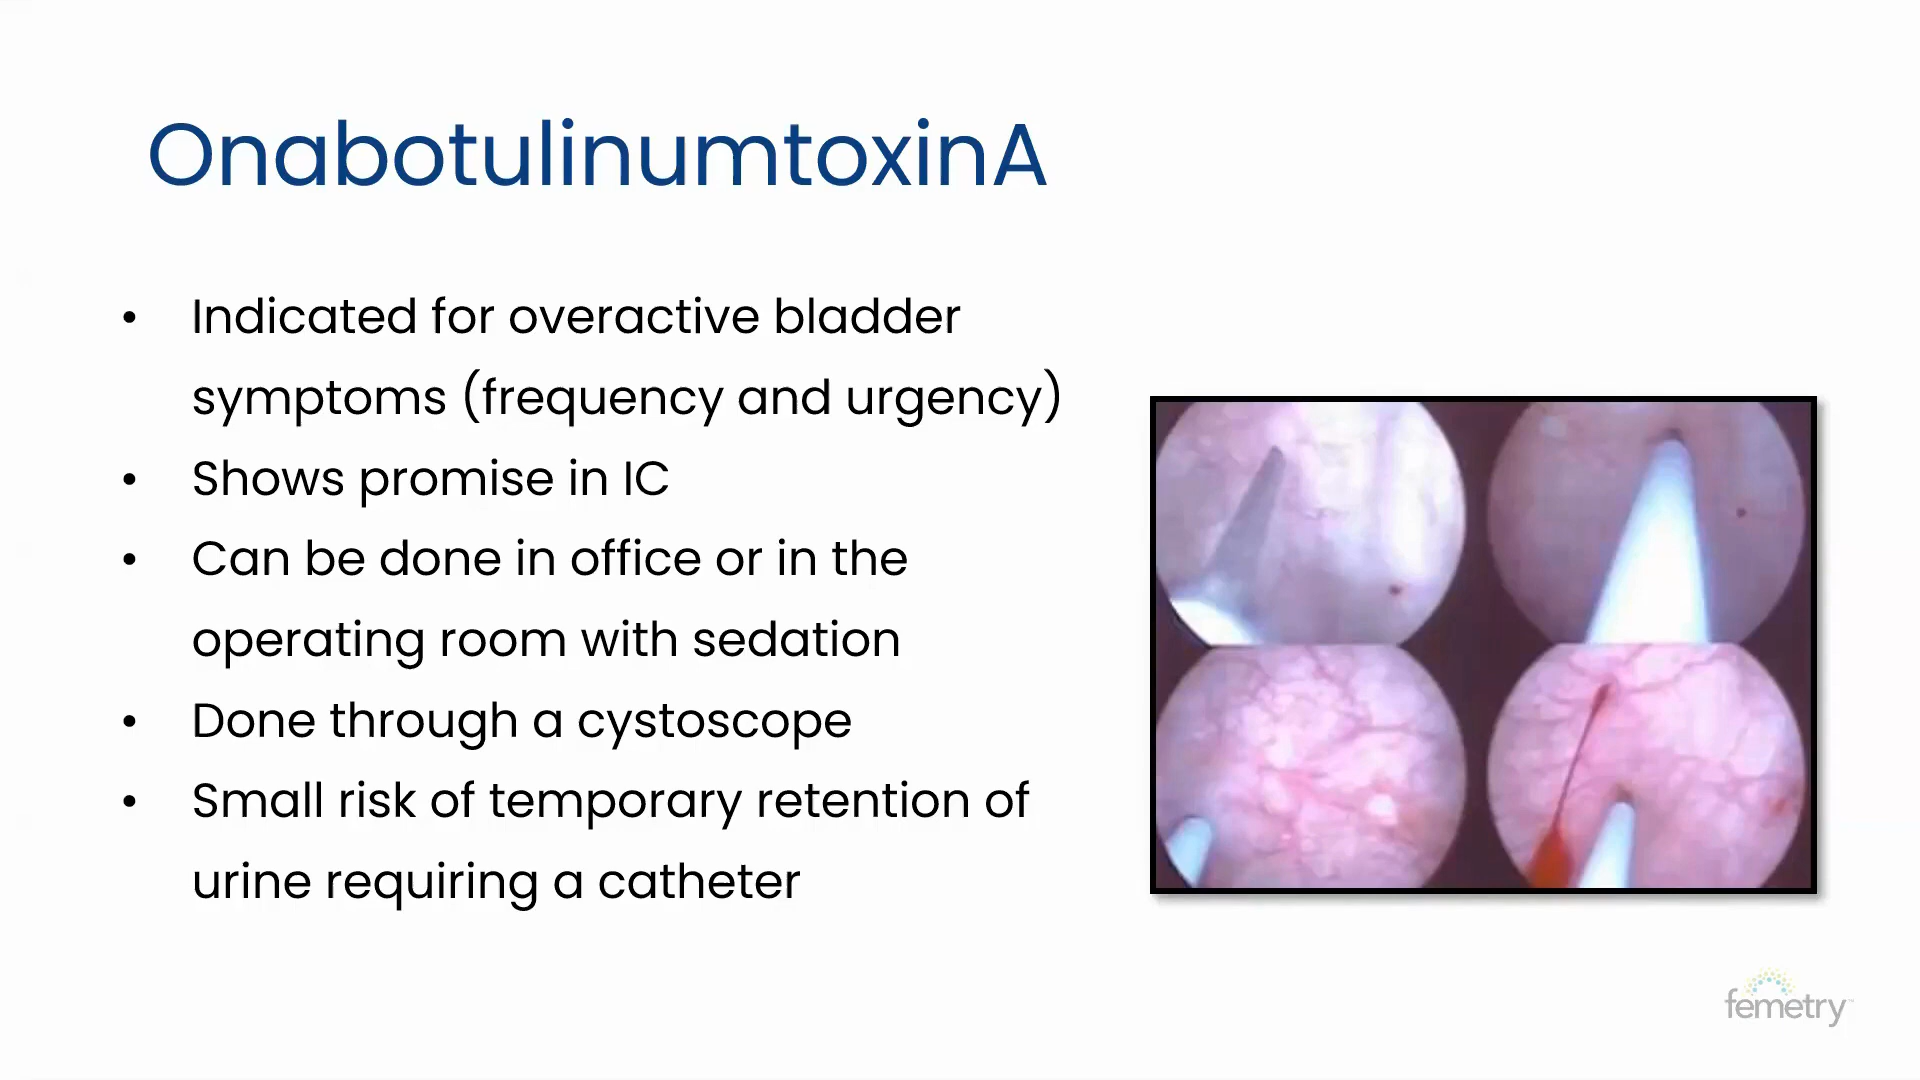 OnabotulinumtoxinA
• Indicated for overactive bladder
symptoms (frequency and urgency)
• Shows promise in IC
• Can be done in office or in the
operating room with sedation
• Done through a cystoscope
• Small risk of temporary retention of
urine requiring a catheter
femetry